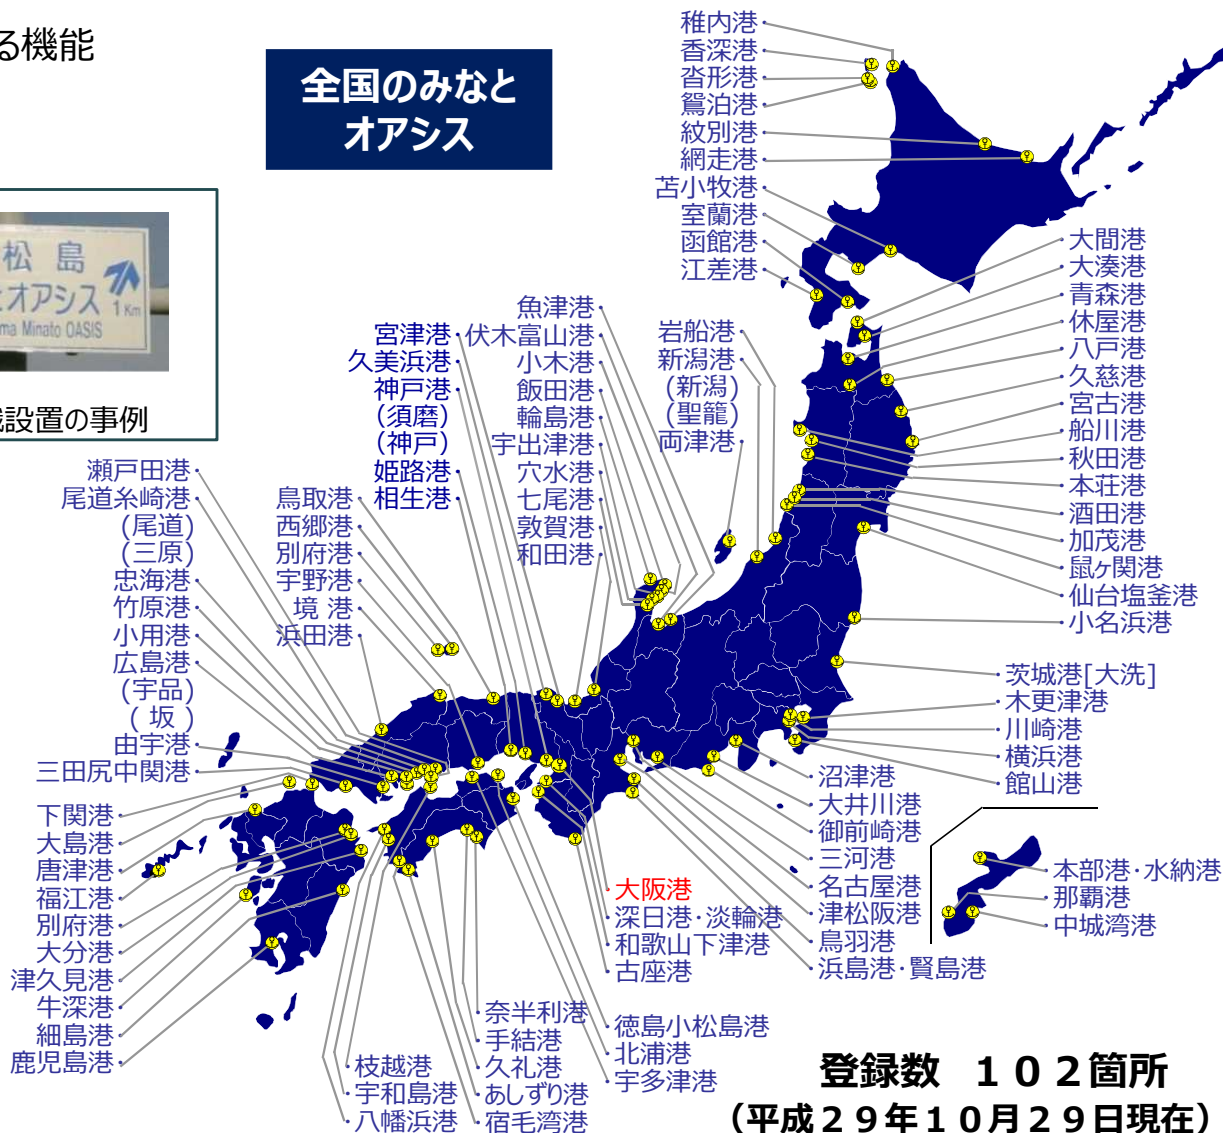 る機能
全国のみなと
オアシス
松島
とオアシス 1Km
ma Minato OASIS
設置の事例
稚内港
香深港
沓形港
鴛泊港
紋別港
網走港
苫小牧港
室蘭港
函館港
江差港
大間港
大湊港
青森港
休屋港
八戸港
久慈港
宮古港
船川港
秋田港
本荘港
酒田港
加茂港
鼠ヶ関港
仙台塩釜港
小名浜港
茨城港[大洗]
木更津港
川崎港
横浜港
館山港
岩船港
新潟港
(新潟)
(聖籠)
両津港
魚津港
伏木富山港
小木港
飯田港
輪島港
宇出津港
穴水港
七尾港
敦賀港
和田港
宮津港
久美浜港
神戸港
(須磨)
(神戸)
姫路港
相生港
鳥取港
西郷港
別府港
宇野港
境 港
浜田港
瀬戸田港
尾道糸崎港
(尾道)
(三原)
忠海港
竹原港
小用港
広島港
(宇品)
( 坂 )
由宇港
三田尻中関港
下関港
大島港
唐津港
福江港
別府港
大分港
津久見港
牛深港
細島港
鹿児島港
沼津港
大井川港
御前崎港
三河港
名古屋港
津松阪港
鳥羽港
浜島港・賢島港
大阪港
深日港・淡輪港
和歌山下津港
古座港
徳島小松島港
北浦港
宇多津港
奈半利港
手結港
久礼港
あしずり港
宿毛湾港
枝越港
宇和島港
八幡浜港
本部港・水納港
那覇港
中城湾港
登録数 １０２箇所
（平成２９年１０月２９日現在）